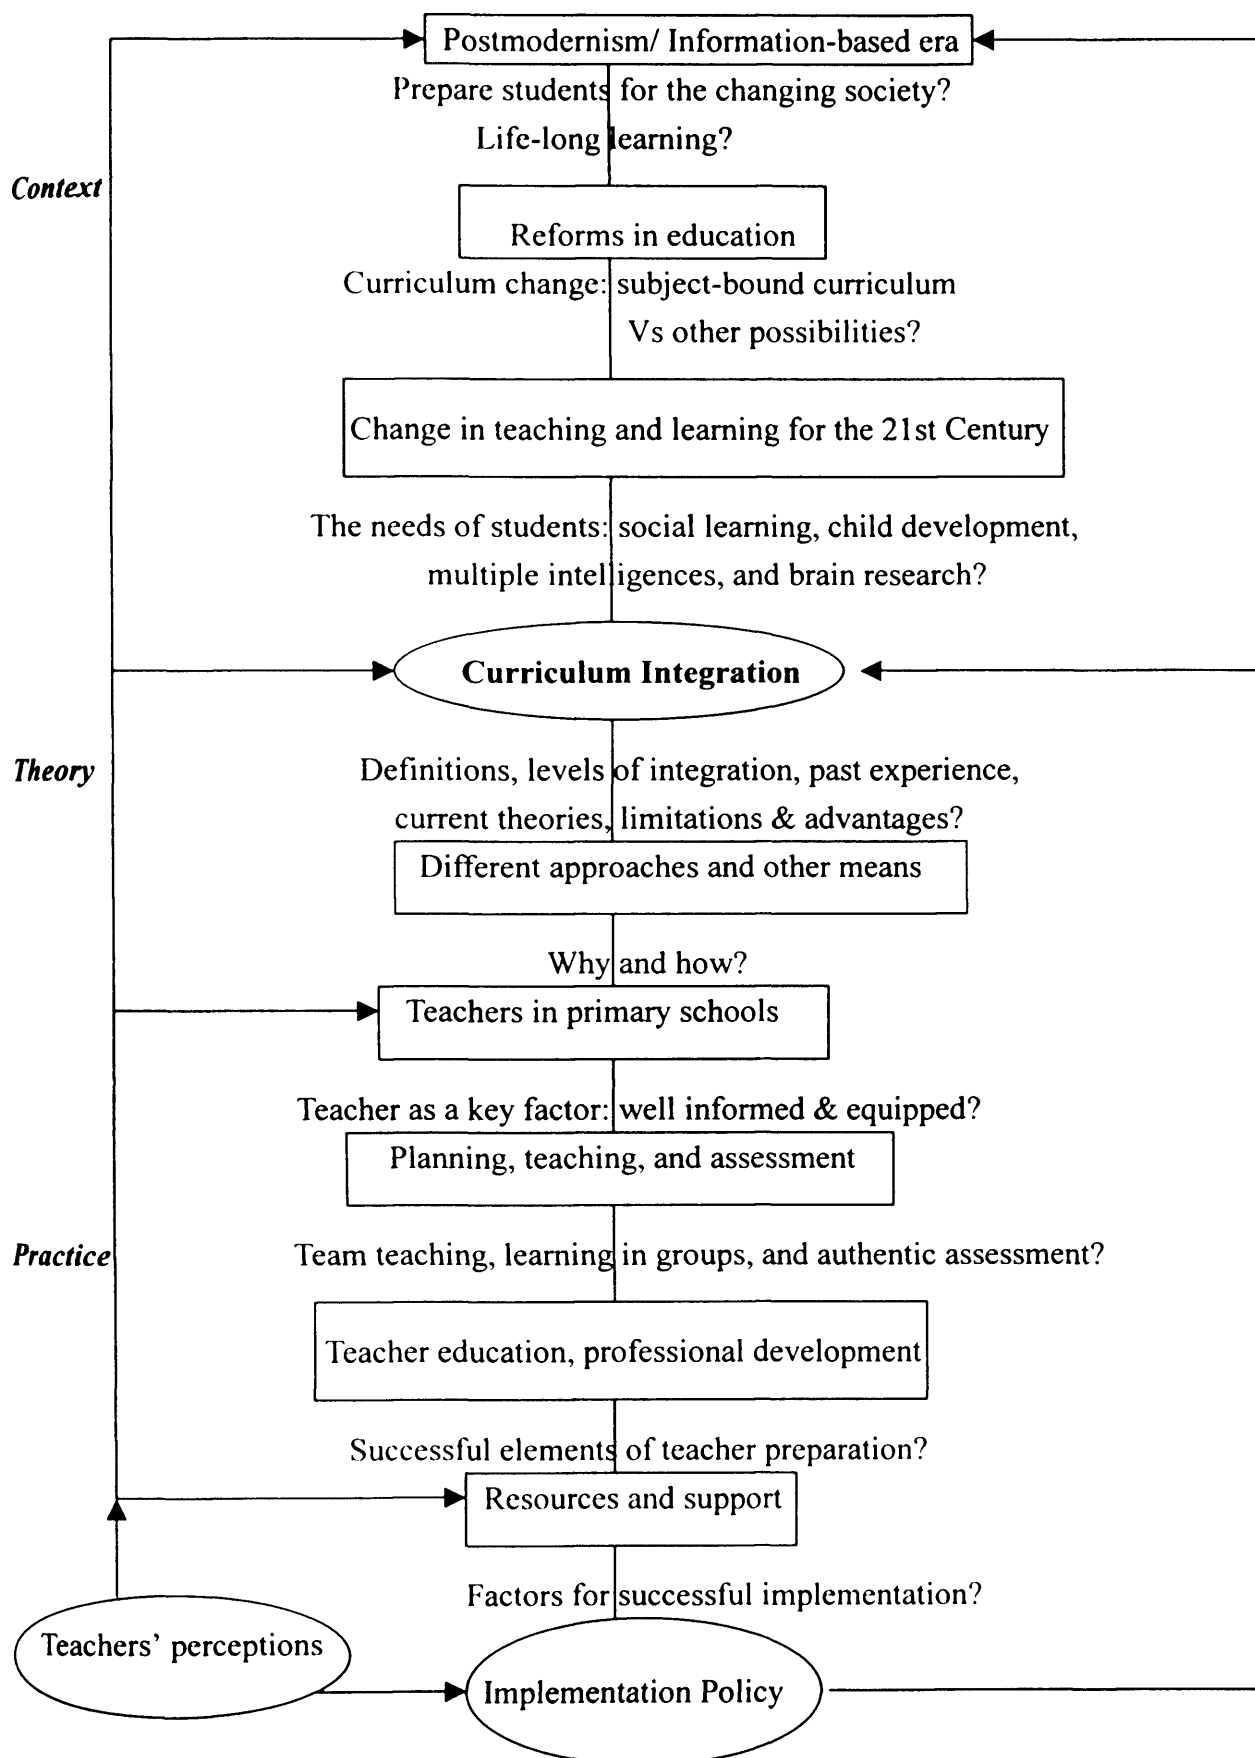 Postmodernism/ Information-based era
Prepare students for the changing society?
Life-long learning?
Context
Reforms in education
Curriculum change: subject-bound curriculum
Vs other possibilities?
Change in teaching and learning for the 21st Century
The needs of students: social learning, child development,
multiple intelligences, and brain research?
Curriculum Integration
Theory
Definitions, levels of integration, past experience,
current theories, limitations & advantages?
Different approaches and other means
Why and how?
Teachers in primary schools
Teacher as a key factor: well informed & equipped?
Planning, teaching, and assessment
Practice
Team teaching, learning in groups, and authentic assessment?
Teacher education, professional development
Successful elements of teacher preparation?
Resources and support
Factors for successful implementation?
Teachers' perceptions
Implementation Policy